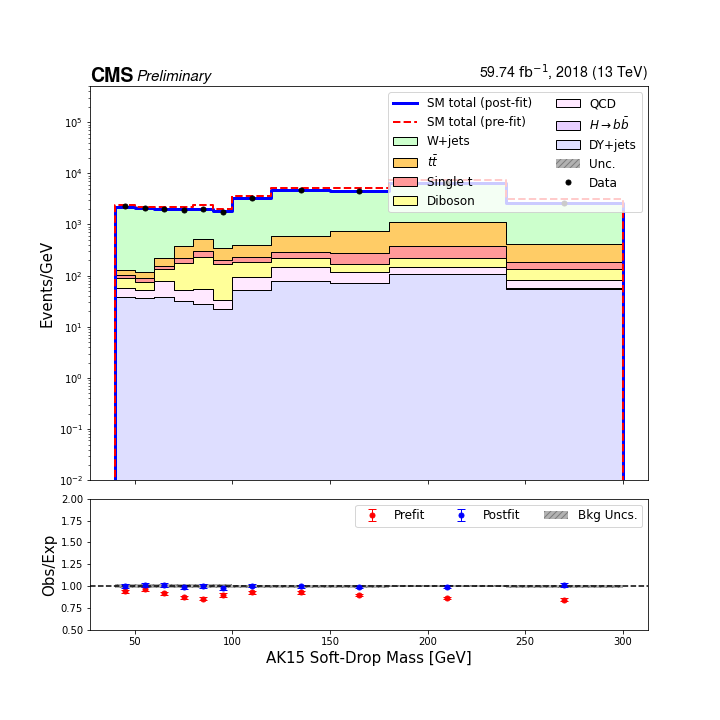 CMS Preliminary
59.74 fb⁻¹, 2018 (13 TeV)
SM total (post-fit)
SM total (pre-fit)
W+jets
tt̄
Single t
Diboson
QCD
H→bb̄
DY+jets
Unc.
Data
Events/GeV
10⁵
10⁴
10³
10²
10¹
10⁰
10⁻¹
10⁻²
Prefit
Postfit
Bkg Uncs.
Obs/Exp
2.00
1.75
1.50
1.25
1.00
0.75
0.50
50 100 150 200 250 300
AK15 Soft-Drop Mass [GeV]